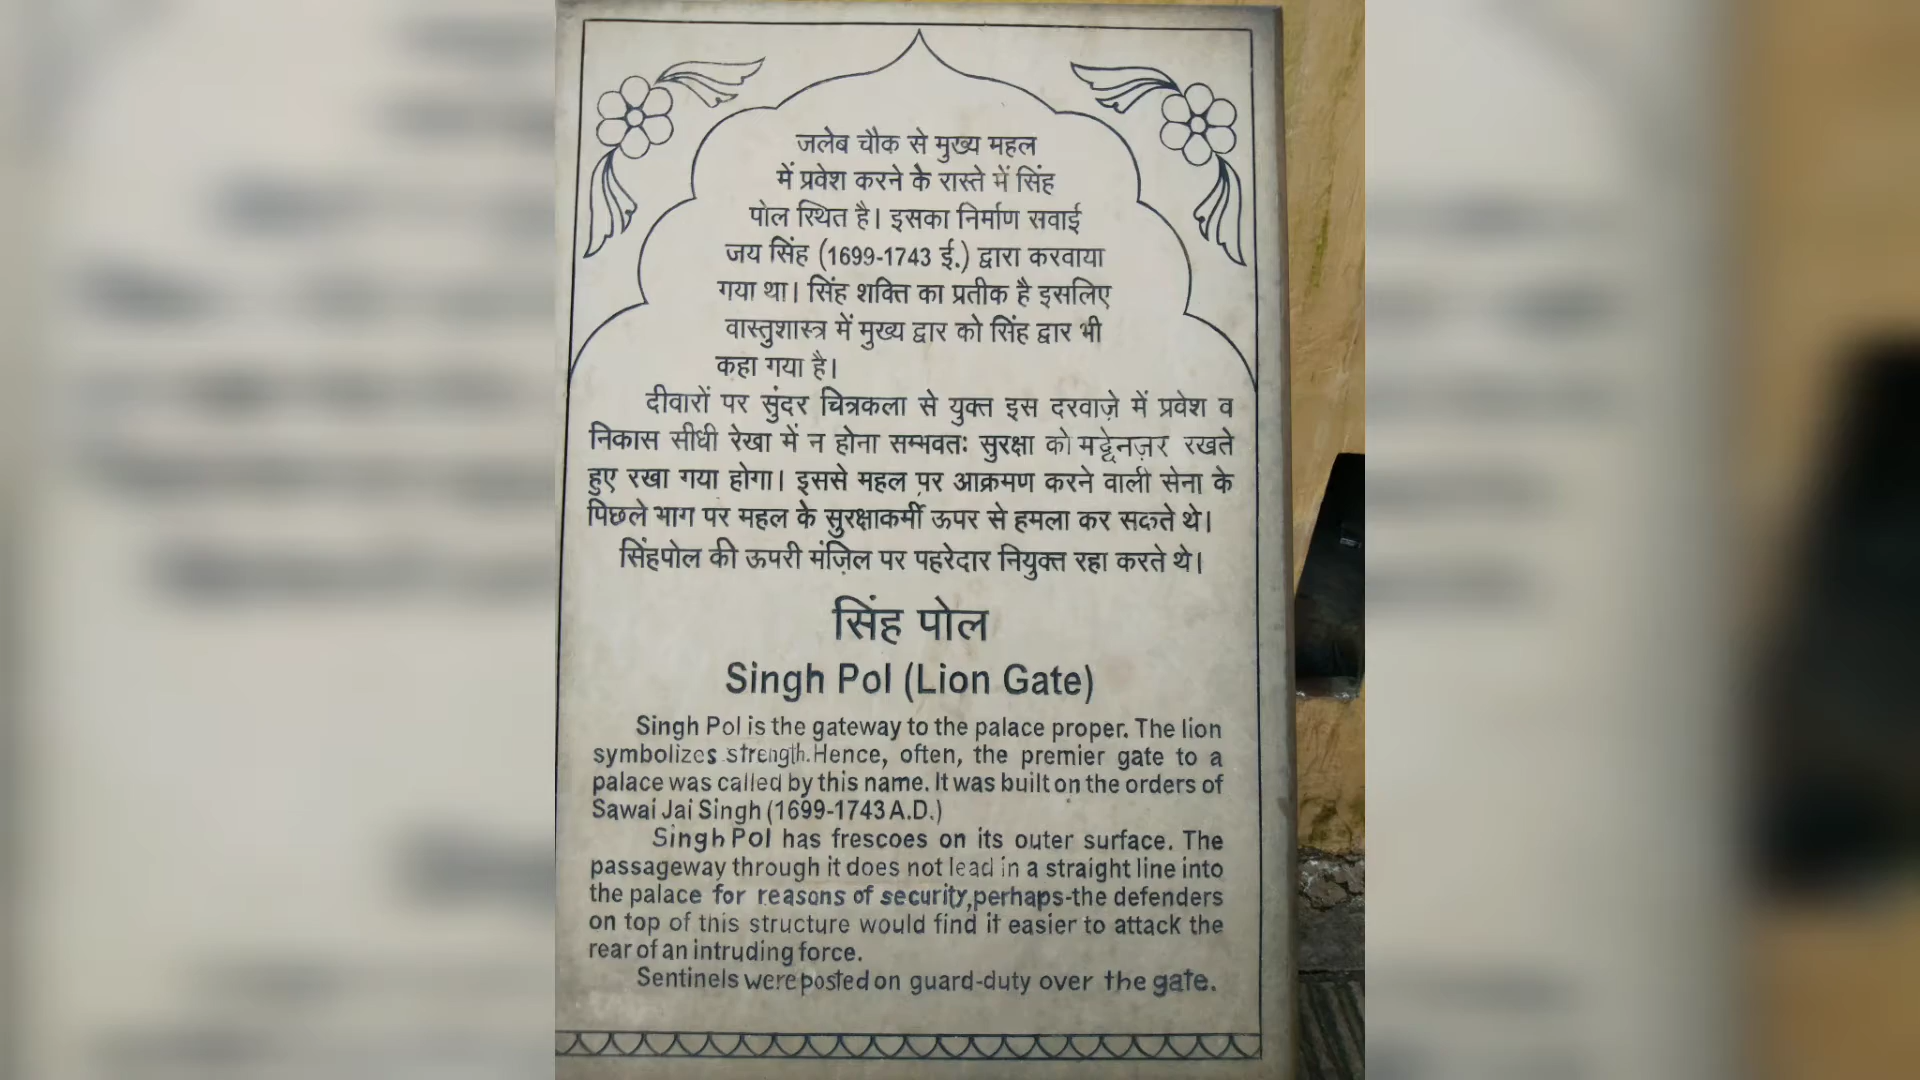 जलेब चौक से मुख्य महल
में प्रवेश करने के रास्ते में सिंह
पोल स्थित है। इसका निर्माण सवाई
जय सिंह (1699-1743 ई.) द्वारा करवाया
गया था। सिंह शक्ति का प्रतीक है इसलिए
वास्तुशास्त्र में मुख्य द्वार को सिंह द्वार भी
कहा गया है।
दीवारों पर सुंदर चित्रकला से युक्त इस दरवाज़े में प्रवेश व
निकास सीधी रेखा में न होना सम्भवतः सुरक्षा को मद्देनज़र रखते
हुए रखा गया होगा। इससे महल पर आक्रमण करने वाली सेना के
पिछले भाग पर महल के सुरक्षाकर्मी ऊपर से हमला कर सकते थे।
सिंहपोल की ऊपरी मंज़िल पर पहरेदार नियुक्त रहा करते थे।
सिंह पोल
Singh Pol (Lion Gate)
Singh Pol is the gateway to the palace proper. The lion
symbolizes strength. Hence, often, the premier gate to a
palace was called by this name. It was built on the orders of
Sawai Jai Singh (1699-1743 A.D.)
Singh Pol has frescoes on its outer surface. The
passageway through it does not lead in a straight line into
the palace for reasons of security, perhaps-the defenders
on top of this structure would find it easier to attack the
rear of an intruding force.
Sentinels were posted on guard-duty over the gate.